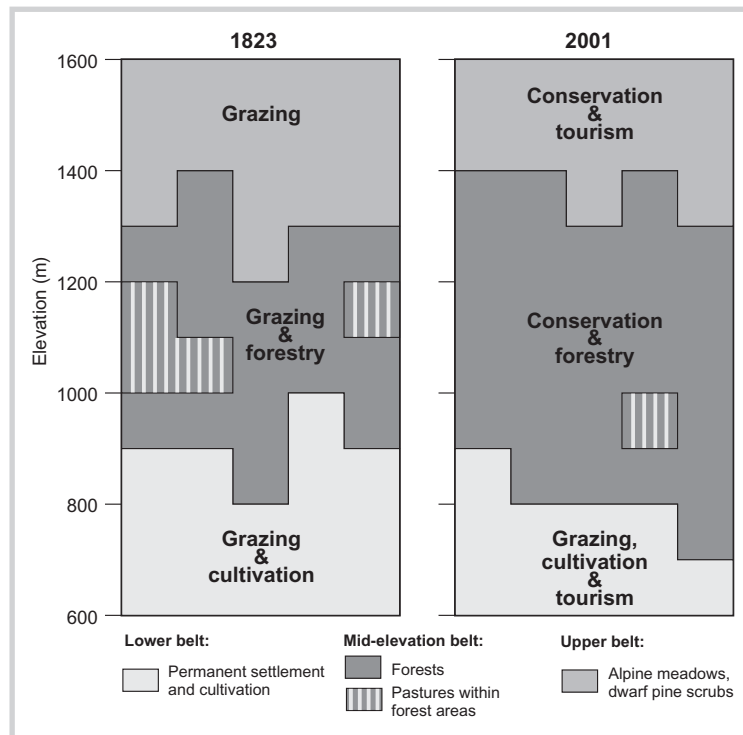 1823
2001
1600
1400
1200
1000
800
600
Elevation (m)
Grazing
Grazing
&
forestry
Grazing
&
cultivation
Conservation
&
tourism
Conservation
&
forestry
Grazing,
cultivation
&
tourism
Lower belt:
Permanent settlement
and cultivation
Mid-elevation belt:
Forests
Pastures within
forest areas
Upper belt:
Alpine meadows,
dwarf pine scrubs